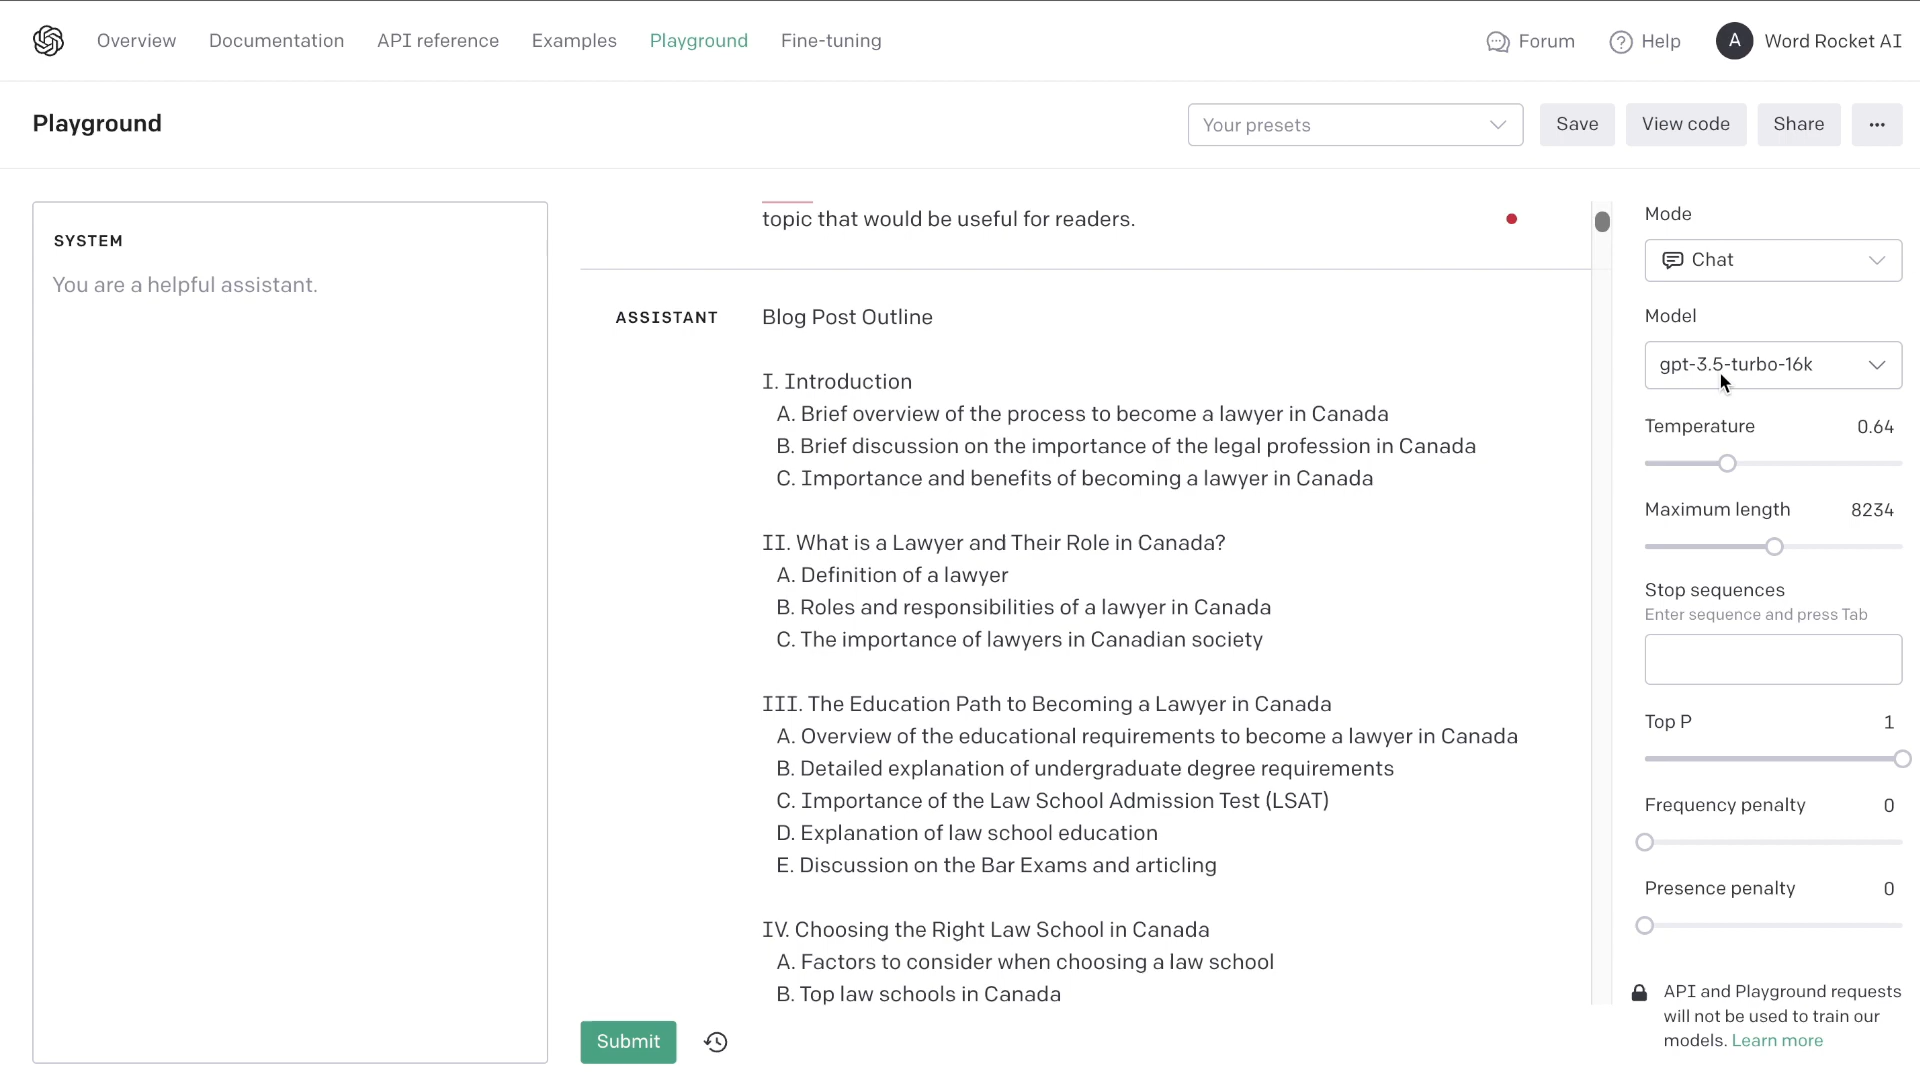 Overview Documentation API reference Examples Playground Fine-tuning Forum Help A Word Rocket AI
Playground
Your presets Save View code Share ...
SYSTEM
You are a helpful assistant.
topic that would be useful for readers.
ASSISTANT
Blog Post Outline
I. Introduction
A. Brief overview of the process to become a lawyer in Canada
B. Brief discussion on the importance of the legal profession in Canada
C. Importance and benefits of becoming a lawyer in Canada
II. What is a Lawyer and Their Role in Canada?
A. Definition of a lawyer
B. Roles and responsibilities of a lawyer in Canada
C. The importance of lawyers in Canadian society
III. The Education Path to Becoming a Lawyer in Canada
A. Overview of the educational requirements to become a lawyer in Canada
B. Detailed explanation of undergraduate degree requirements
C. Importance of the Law School Admission Test (LSAT)
D. Explanation of law school education
E. Discussion on the Bar Exams and articling
IV. Choosing the Right Law School in Canada
A. Factors to consider when choosing a law school
B. Top law schools in Canada
Submit
Mode
Chat
Model
gpt-3.5-turbo-16k
Temperature 0.64
Maximum length 8234
Stop sequences
Enter sequence and press Tab
Top P 1
Frequency penalty 0
Presence penalty 0
API and Playground requests
will not be used to train our
models. Learn more